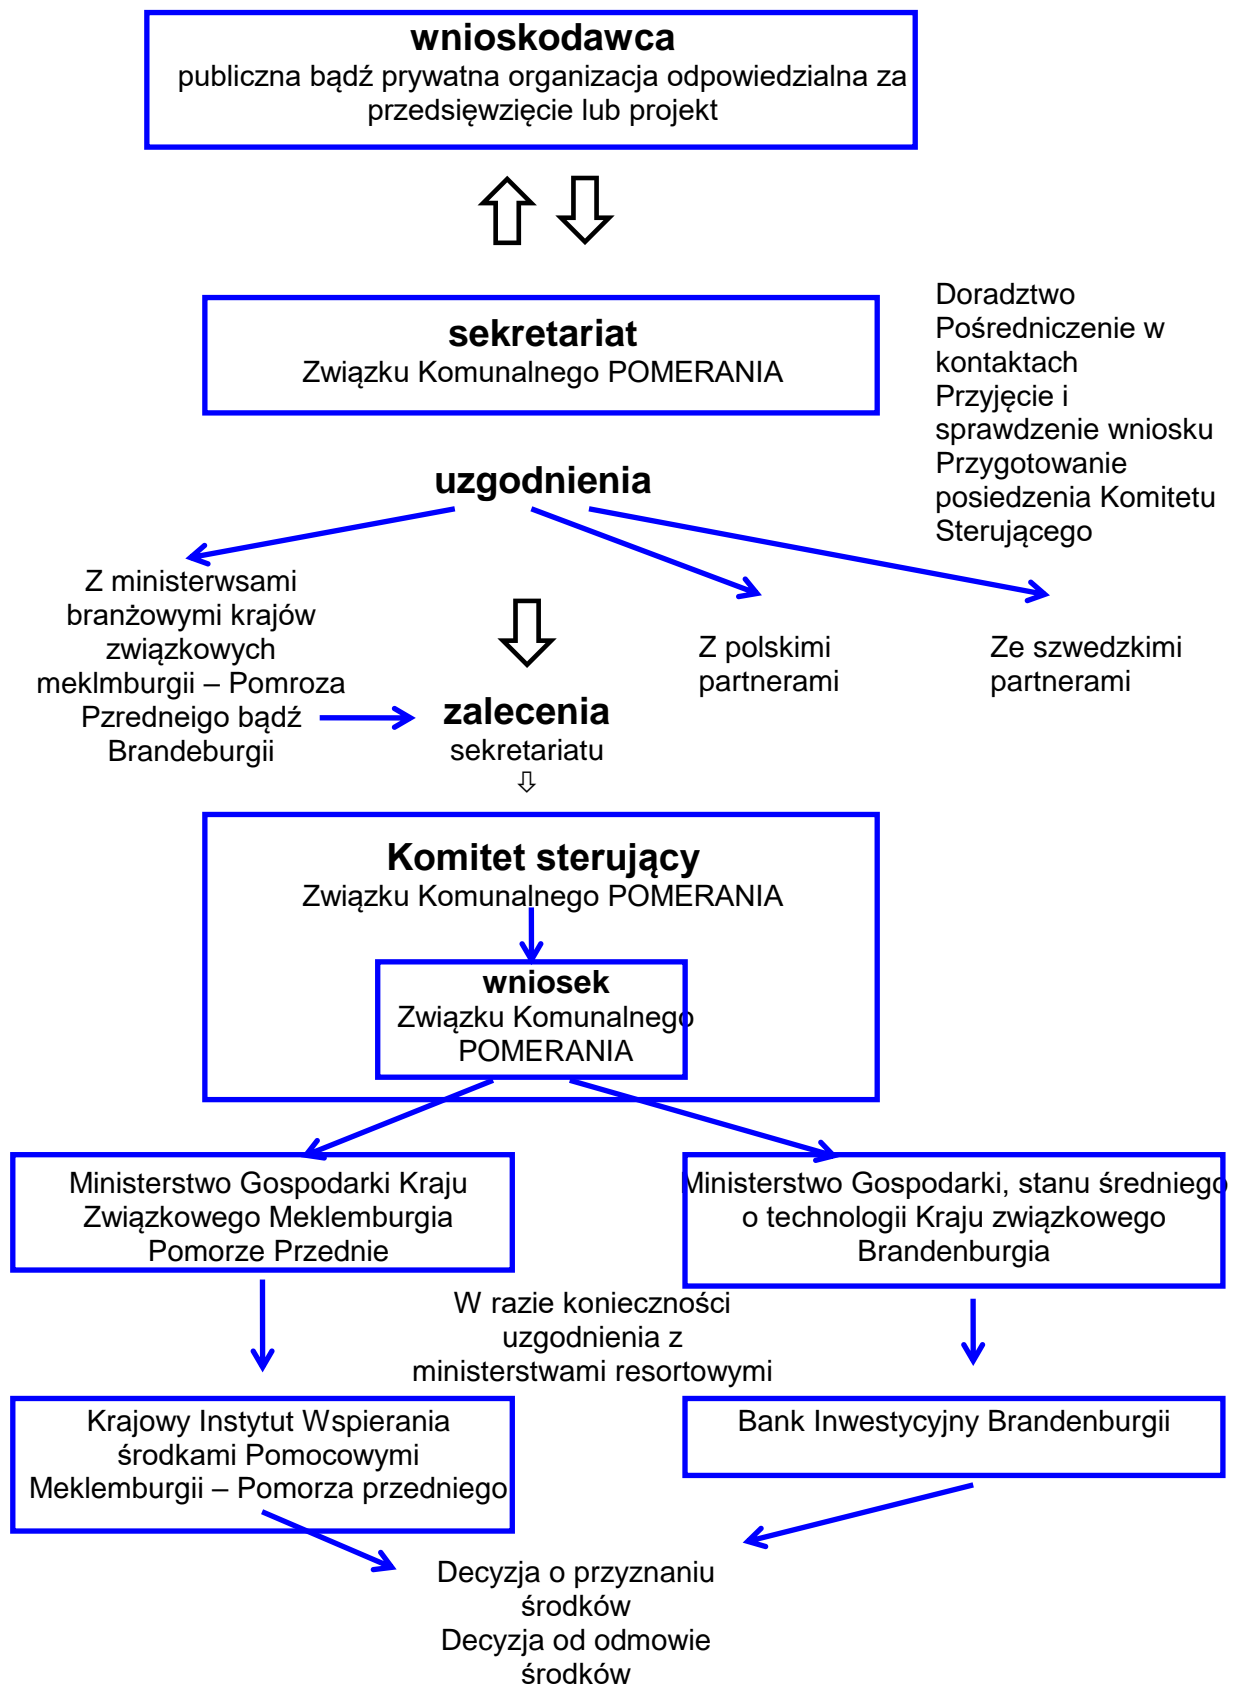 wnioskodawca
publiczna bądź prywatna organizacja odpowiedzialna za
przedsięwzięcie lub projekt
sekretariat
Związku Komunalnego POMERANIA
Doradztwo
Pośredniczenie w
kontaktach
Przyjęcie i
sprawdzenie wniosku
Przygotowanie
posiedzenia Komitetu
Sterującego
uzgodnienia
Z ministerwsami
branżowymi krajów
związkowych
meklmburgii – Pomroza
Pzredneigo bądź
Brandeburgii
Z polskimi
partnerami
Ze szwedzkimi
partnerami
zalecenia
sekretariatu
Komitet sterujący
Związku Komunalnego POMERANIA
wniosek
Związku Komunalnego
POMERANIA
Ministerstwo Gospodarki Kraju
Związkowego Meklemburgia
Pomorze Przednie
Ministerstwo Gospodarki, stanu średniego
o technologii Kraju związkowego
Brandenburgia
W razie konieczności
uzgodnienia z
ministerstwami resortowymi
Krajowy Instytut Wspierania
środkami Pomocowymi
Meklemburgii – Pomorza przedniego
Bank Inwestycyjny Brandenburgii
Decyzja o przyznaniu
środków
Decyzja od odmowie
środków